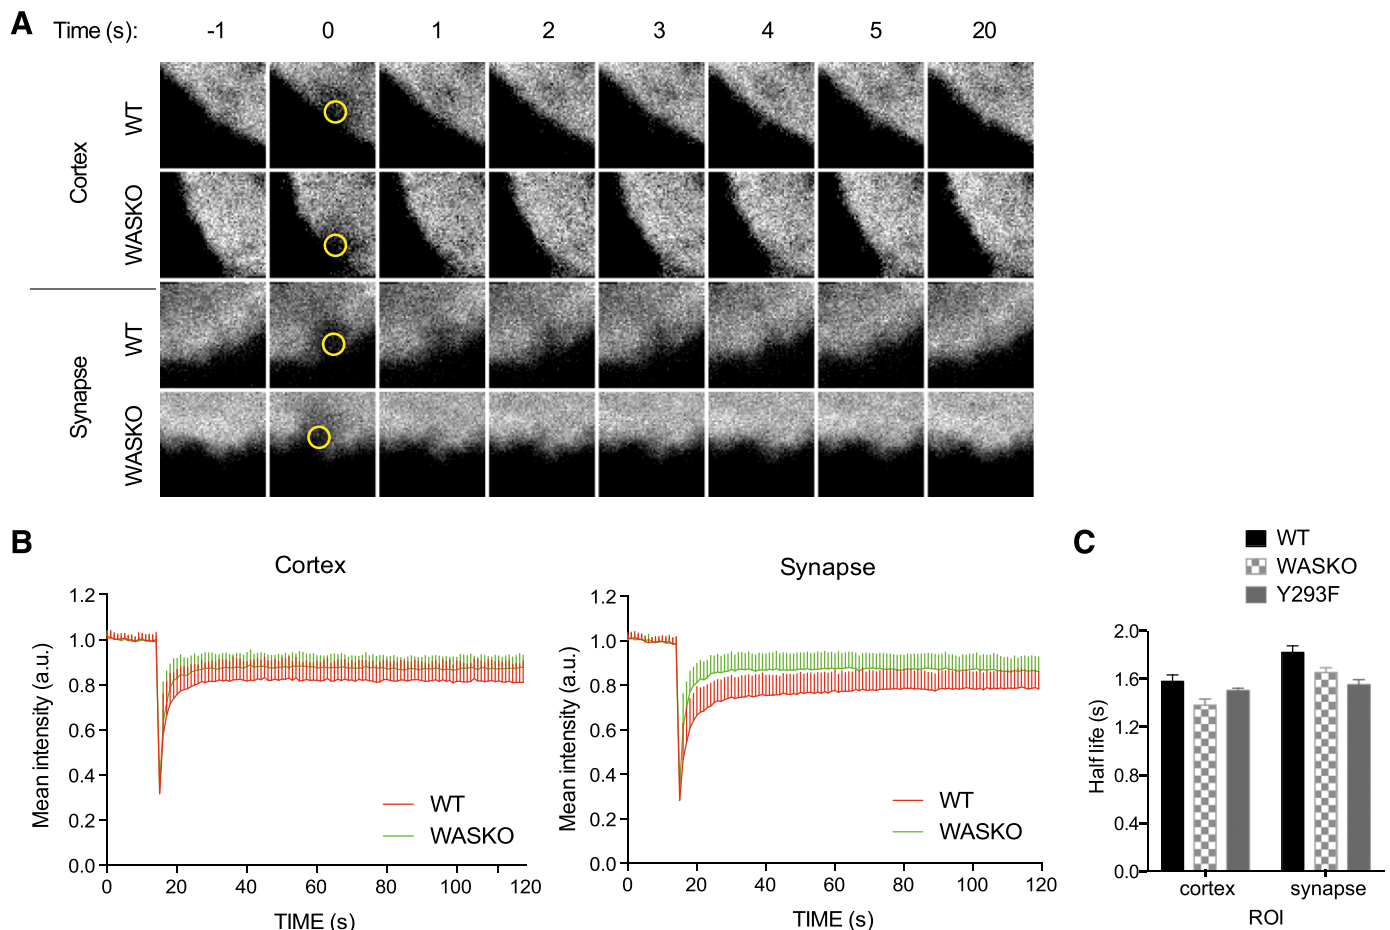 A
Time (s): -1 0 1 2 3 4 5 20
Cortex
WT
WASKO
Synapse
WT
WASKO
B
Cortex
Mean intensity (a.u.)
1.2
1.0
0.8
0.6
0.4
0.2
0.0
0 20 40 60 80 100 120
TIME (s)
WT
WASKO
Synapse
Mean intensity (a.u.)
1.2
1.0
0.8
0.6
0.4
0.2
0.0
0 20 40 60 80 100 120
TIME (s)
WT
WASKO
C
WT
WASKO
Y293F
Half life (s)
2.0
1.6
1.2
0.8
0.4
0.0
cortex synapse
ROI